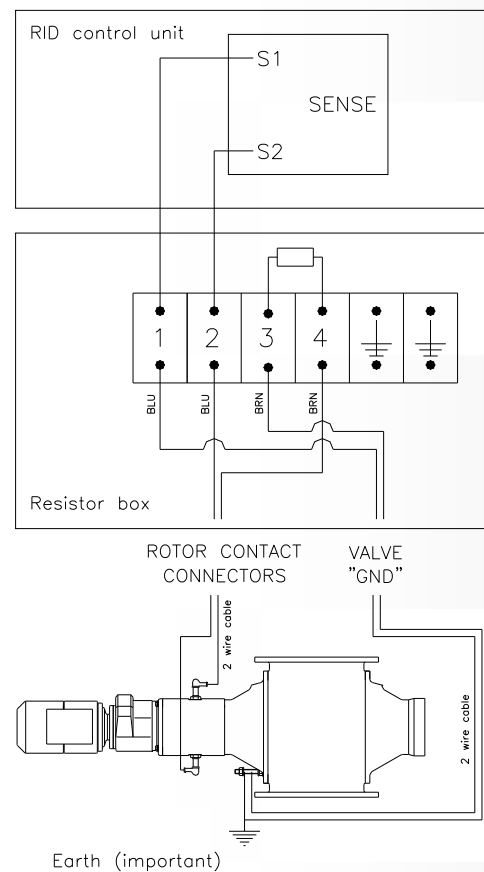 RID control unit
S1
SENSE
S2
1 2 3 4
BLU BLU BRN BRN
Resistor box
ROTOR CONTACT
CONNECTORS
VALVE
"GND"
2 wire cable
2 wire cable
Earth (important)